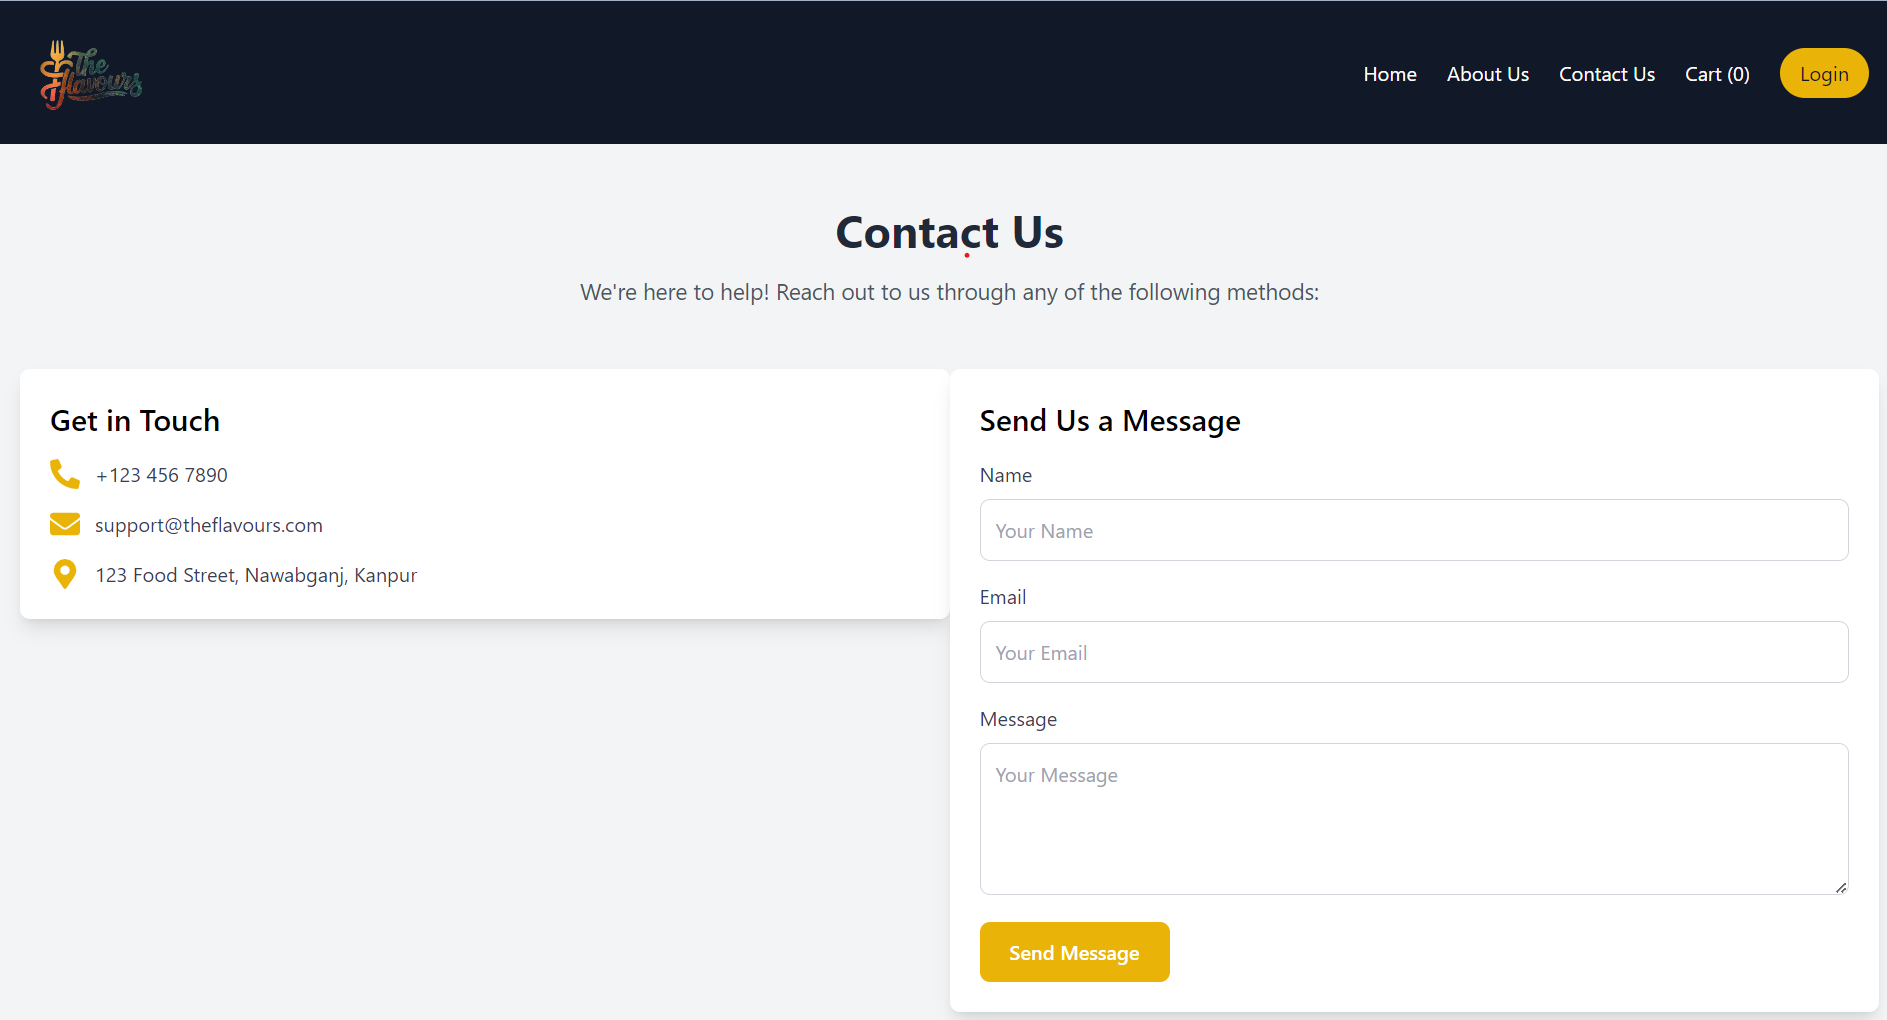 The
flavours
Home About Us Contact Us Cart (0) Login
Contact Us
We're here to help! Reach out to us through any of the following methods:
Get in Touch
+123 456 7890
support@theflavours.com
123 Food Street, Nawabganj, Kanpur
Send Us a Message
Name
Your Name
Email
Your Email
Message
Your Message
Send Message